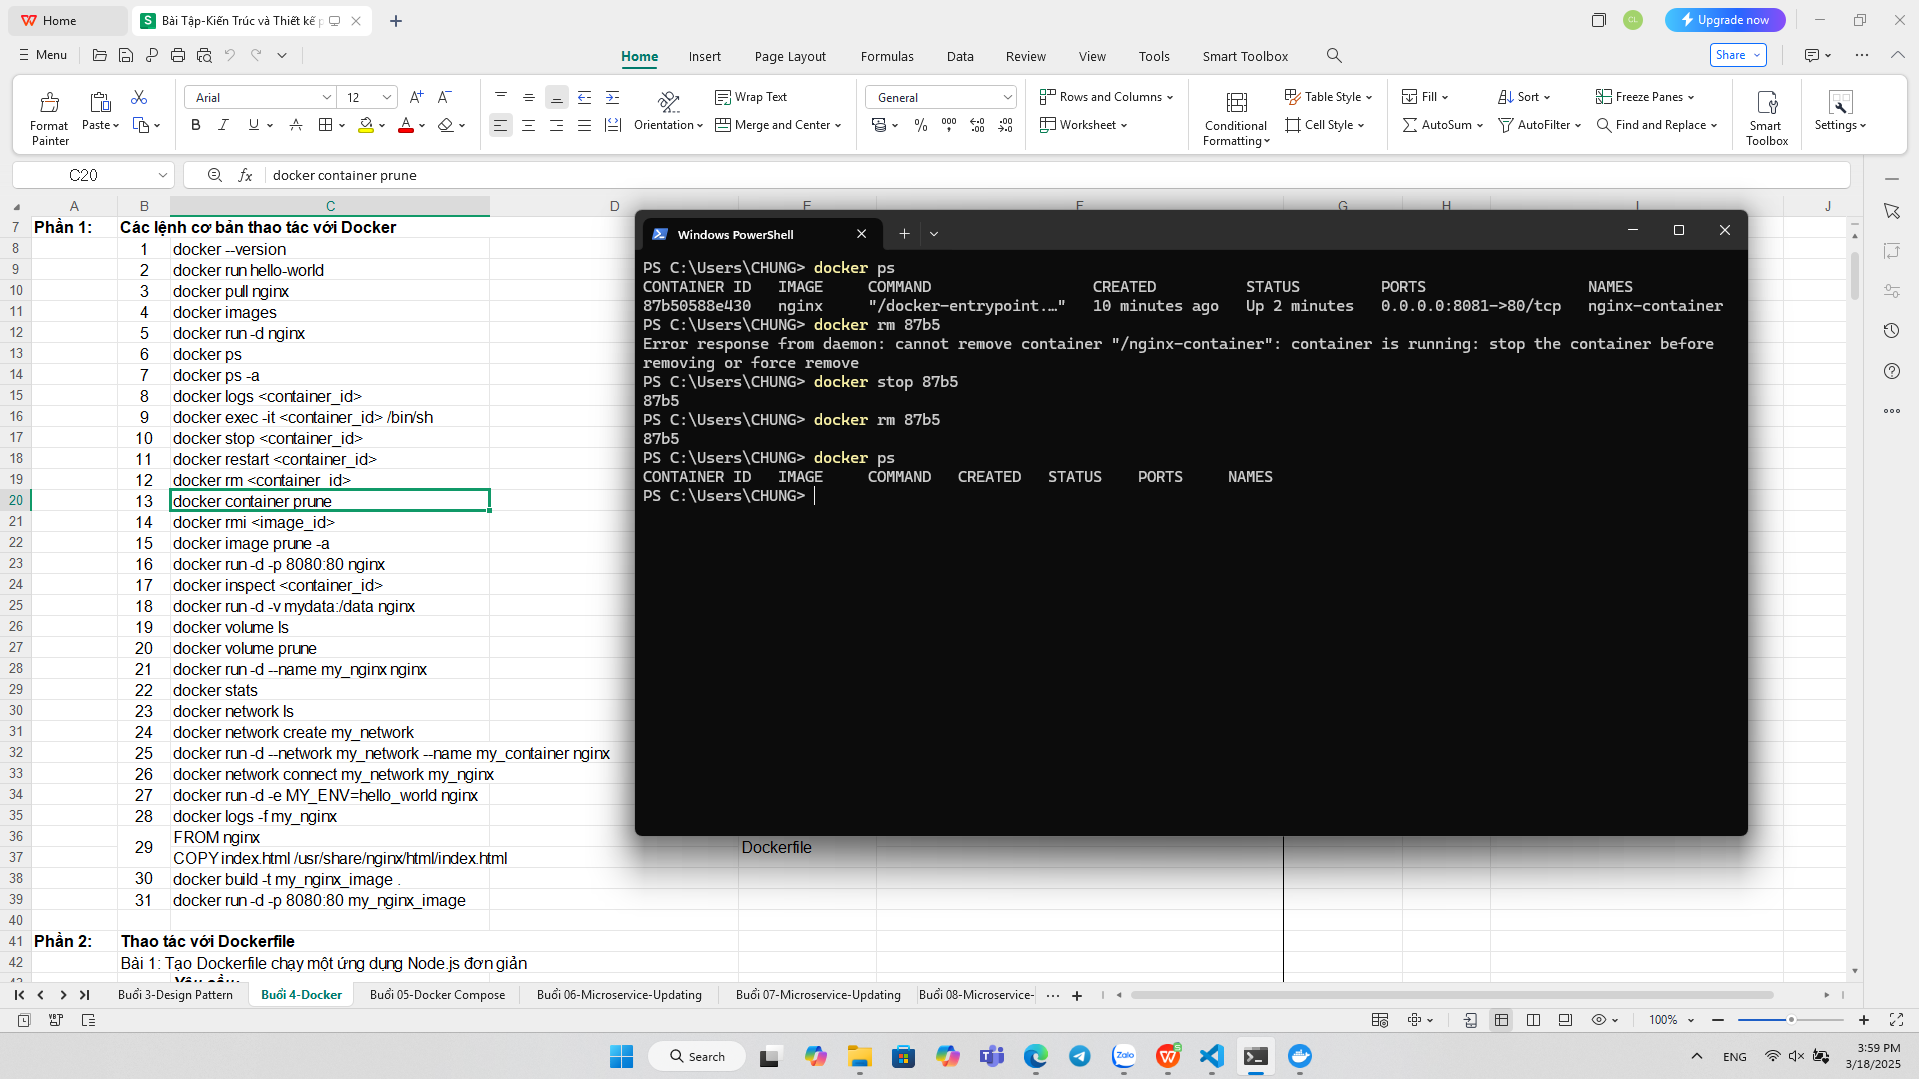 Home
Bài Tập-Kiến Trúc và Thiết kế p
CL
Upgrade now
Menu
Home
Insert
Page Layout
Formulas
Data
Review
View
Tools
Smart Toolbox
Share
Format Painter
Paste
Arial
12
Orientation
Wrap Text
Merge and Center
General
Rows and Columns
Worksheet
Conditional Formatting
Table Style
Cell Style
Fill
AutoSum
Sort
AutoFilter
Freeze Panes
Find and Replace
Smart Toolbox
Settings
C20
fx
docker container prune
A B C D E F G H I J
7 Phần 1: Các lệnh cơ bản thao tác với Docker
8 1 docker --version
9 2 docker run hello-world
10 3 docker pull nginx
11 4 docker images
12 5 docker run -d nginx
13 6 docker ps
14 7 docker ps -a
15 8 docker logs <container_id>
16 9 docker exec -it <container_id> /bin/sh
17 10 docker stop <container_id>
18 11 docker restart <container_id>
19 12 docker rm <container_id>
20 13 docker container prune
21 14 docker rmi <image_id>
22 15 docker image prune -a
23 16 docker run -d -p 8080:80 nginx
24 17 docker inspect <container_id>
25 18 docker run -d -v mydata:/data nginx
26 19 docker volume ls
27 20 docker volume prune
28 21 docker run -d --name my_nginx nginx
29 22 docker stats
30 23 docker network ls
31 24 docker network create my_network
32 25 docker run -d --network my_network --name my_container nginx
33 26 docker network connect my_network my_nginx
34 27 docker run -d -e MY_ENV=hello_world nginx
35 28 docker logs -f my_nginx
36 29 FROM nginx
37 COPY index.html /usr/share/nginx/html/index.html
Dockerfile
38 30 docker build -t my_nginx_image .
39 31 docker run -d -p 8080:80 my_nginx_image
40
41 Phần 2: Thao tác với Dockerfile
42 Bài 1: Tạo Dockerfile chạy một ứng dụng Node.js đơn giản
Windows PowerShell
PS C:\Users\CHUNG> docker ps
CONTAINER ID IMAGE COMMAND CREATED STATUS PORTS NAMES
87b50588e430 nginx "/docker-entrypoint.…" 10 minutes ago Up 2 minutes 0.0.0.0:8081->80/tcp nginx-container
PS C:\Users\CHUNG> docker rm 87b5
Error response from daemon: cannot remove container "/nginx-container": container is running: stop the container before
removing or force remove
PS C:\Users\CHUNG> docker stop 87b5
87b5
PS C:\Users\CHUNG> docker rm 87b5
87b5
PS C:\Users\CHUNG> docker ps
CONTAINER ID IMAGE COMMAND CREATED STATUS PORTS NAMES
PS C:\Users\CHUNG>
Buổi 3-Design Pattern
Buổi 4-Docker
Buổi 05-Docker Compose
Buổi 06-Microservice-Updating
Buổi 07-Microservice-Updating
Buổi 08-Microservice-
100%
Search
Zalo
ENG
3:59 PM
3/18/2025